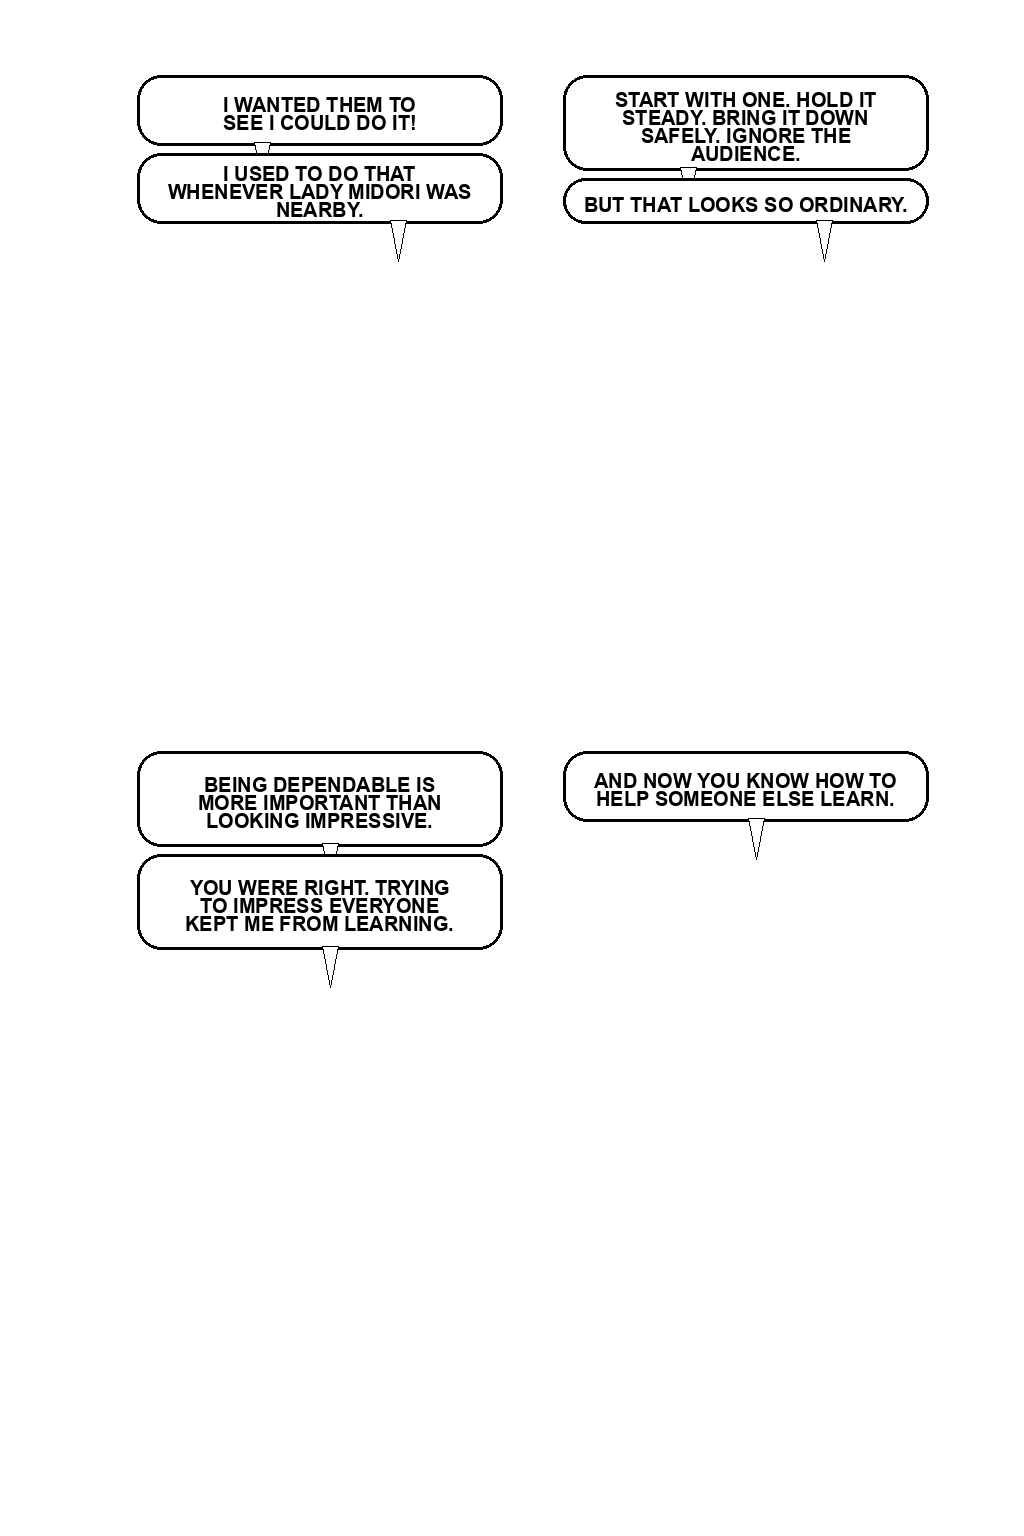 I WANTED THEM TO
SEE I COULD DO IT!
I USED TO DO THAT
WHENEVER LADY MIDORI WAS
NEARBY.
START WITH ONE. HOLD IT
STEADY. BRING IT DOWN
SAFELY. IGNORE THE
AUDIENCE.
BUT THAT LOOKS SO ORDINARY.
BEING DEPENDABLE IS
MORE IMPORTANT THAN
LOOKING IMPRESSIVE.
YOU WERE RIGHT. TRYING
TO IMPRESS EVERYONE
KEPT ME FROM LEARNING.
AND NOW YOU KNOW HOW TO
HELP SOMEONE ELSE LEARN.